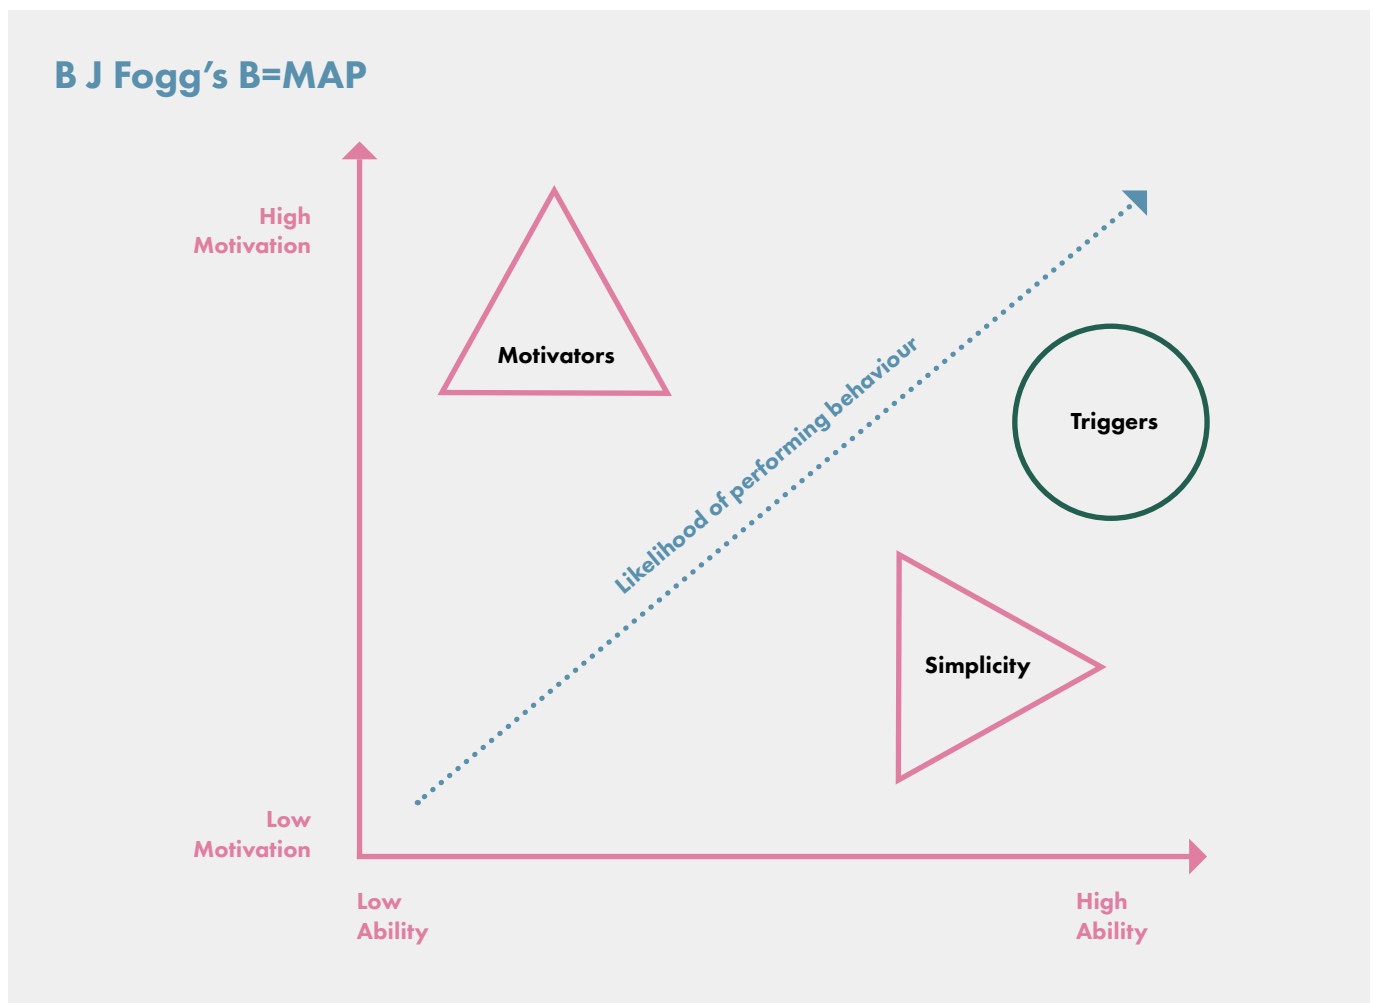 B J Fogg's B=MAP
High
Motivation
Motivators
Likelihood of performing behaviour
Triggers
Simplicity
Low
Motivation
Low
Ability
High
Ability